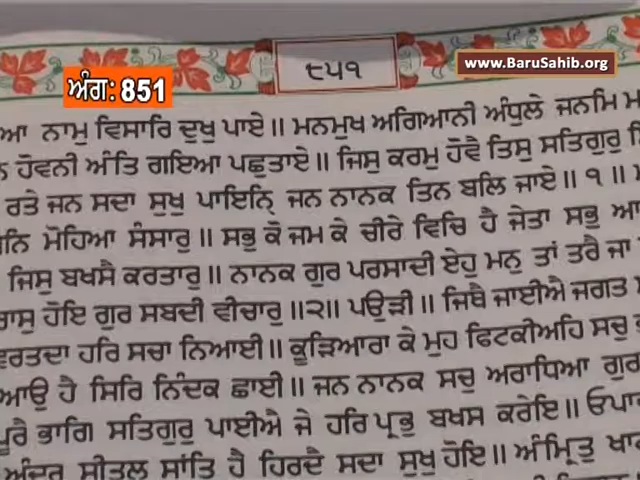 ੮੫੧
www.BaruSahib.org
ਅੰਗ: 851
ਨਾਮੁ ਵਿਸਾਰਿ ਦੁਖੁ ਪਾਏ ॥ ਮਨਮੁਖ ਅਗਿਆਨੀ ਅੰਧੁਲੇ ਜਨਮਿ
ਹੋਵਨੀ ਅੰਤਿ ਗਇਆ ਪਛੁਤਾਏ ॥ ਜਿਸੁ ਕਰਮੁ ਹੋਵੈ ਤਿਸੁ ਸਤਿਗੁਰੁ
ਰਤੇ ਜਨ ਸਦਾ ਸੁਖੁ ਪਾਇਨ੍ਹਿ ਜਨ ਨਾਨਕ ਤਿਨ ਬਲਿ ਜਾਏ ॥ ੧ ॥
ਮੋਹਿਆ ਸੰਸਾਰੁ ॥ ਸਭੁ ਕੋ ਜਮ ਕੇ ਚੀਰੇ ਵਿਚਿ ਹੈ ਜੇਤਾ ਸਭੁ
ਜਿਸੁ ਬਖਸੈ ਕਰਤਾਰੁ ॥ ਨਾਨਕ ਗੁਰ ਪਰਸਾਦੀ ਏਹੁ ਮਨੁ ਤਾਂ ਤਰੈ ਜਾ
ਹੋਇ ਗੁਰ ਸਬਦੀ ਵੀਚਾਰੁ ॥੨॥ ਪਉੜੀ ॥ ਜਿਥੈ ਜਾਈਐ ਜਗਤ
ਵਰਤਦਾ ਹਰਿ ਸਚਾ ਨਿਆਈ ॥ ਕੂੜਿਆਰਾ ਕੇ ਮੁਹ ਫਿਟਕੀਅਹਿ ਸਚੁ
ਹੈ ਸਿਰਿ ਨਿੰਦਕ ਛਾਈ ॥ ਜਨ ਨਾਨਕ ਸਚੁ ਅਰਾਧਿਆ
ਪੂਰੈ ਭਾਗਿ ਸਤਿਗੁਰੁ ਪਾਈਐ ਜੇ ਹਰਿ ਪ੍ਰਭੁ ਬਖਸ ਕਰੇਇ ॥
ਅੰਦਰੁ ਸੀਤਲੁ ਸਾਂਤਿ ਹੈ ਹਿਰਦੈ ਸਦਾ ਸੁਖੁ ਹੋਇ ॥ ਅੰਮ੍ਰਿਤੁ